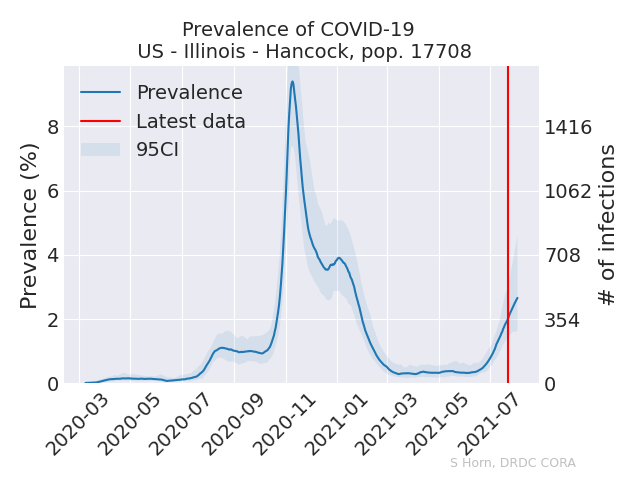 Prevalence of COVID-19
US - Illinois - Hancock, pop. 17708
Prevalence
Latest data
95CI
Prevalence (%)
8
6
4
2
0
1416
1062
708
354
0
# of infections
2020-03
2020-05
2020-07
2020-09
2020-11
2021-01
2021-03
2021-05
2021-07
S Horn, DRDC CORA